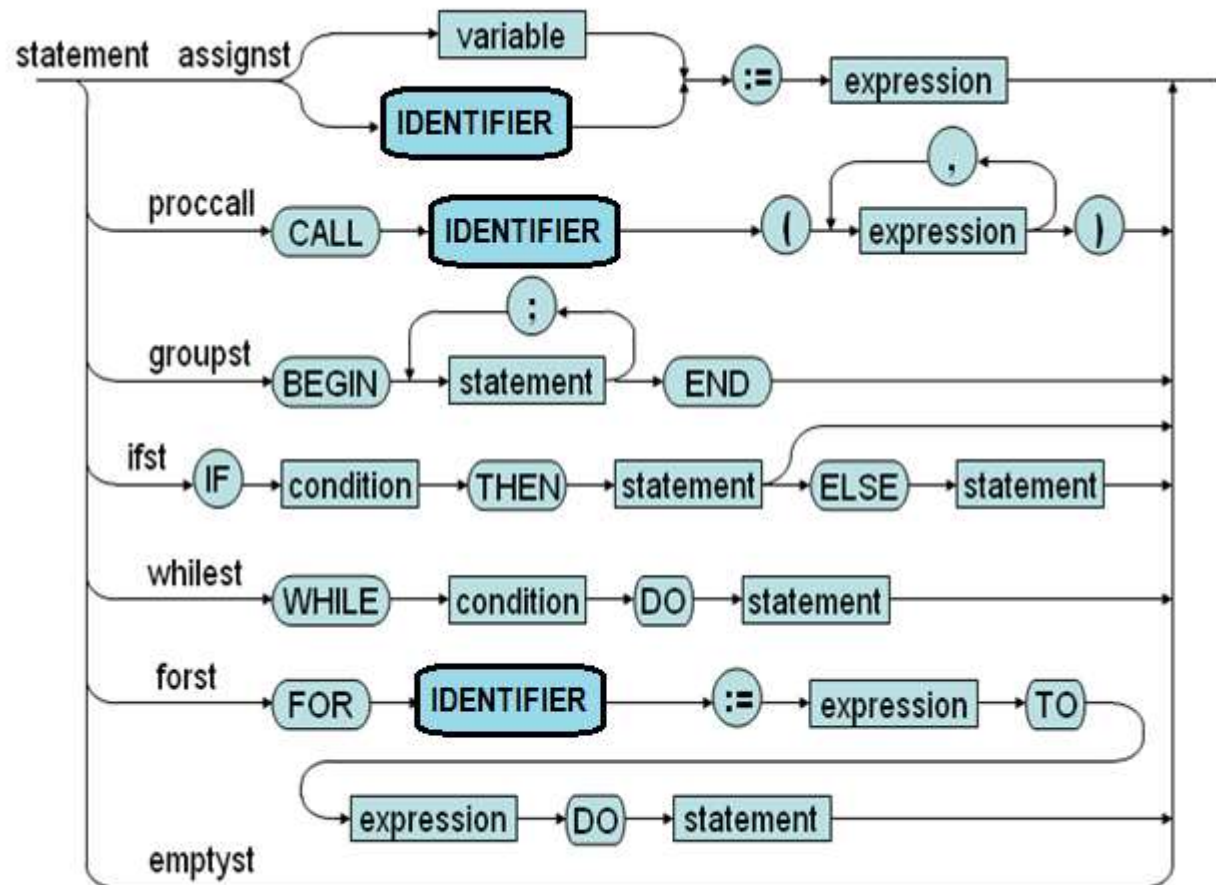 variable
statement assignst := expression
IDENTIFIER
,
proccall CALL IDENTIFIER ( expression )
;
groupst BEGIN statement END
ifst IF condition THEN statement ELSE statement
whilest WHILE condition DO statement
forst FOR IDENTIFIER := expression TO
expression DO statement
emptyst